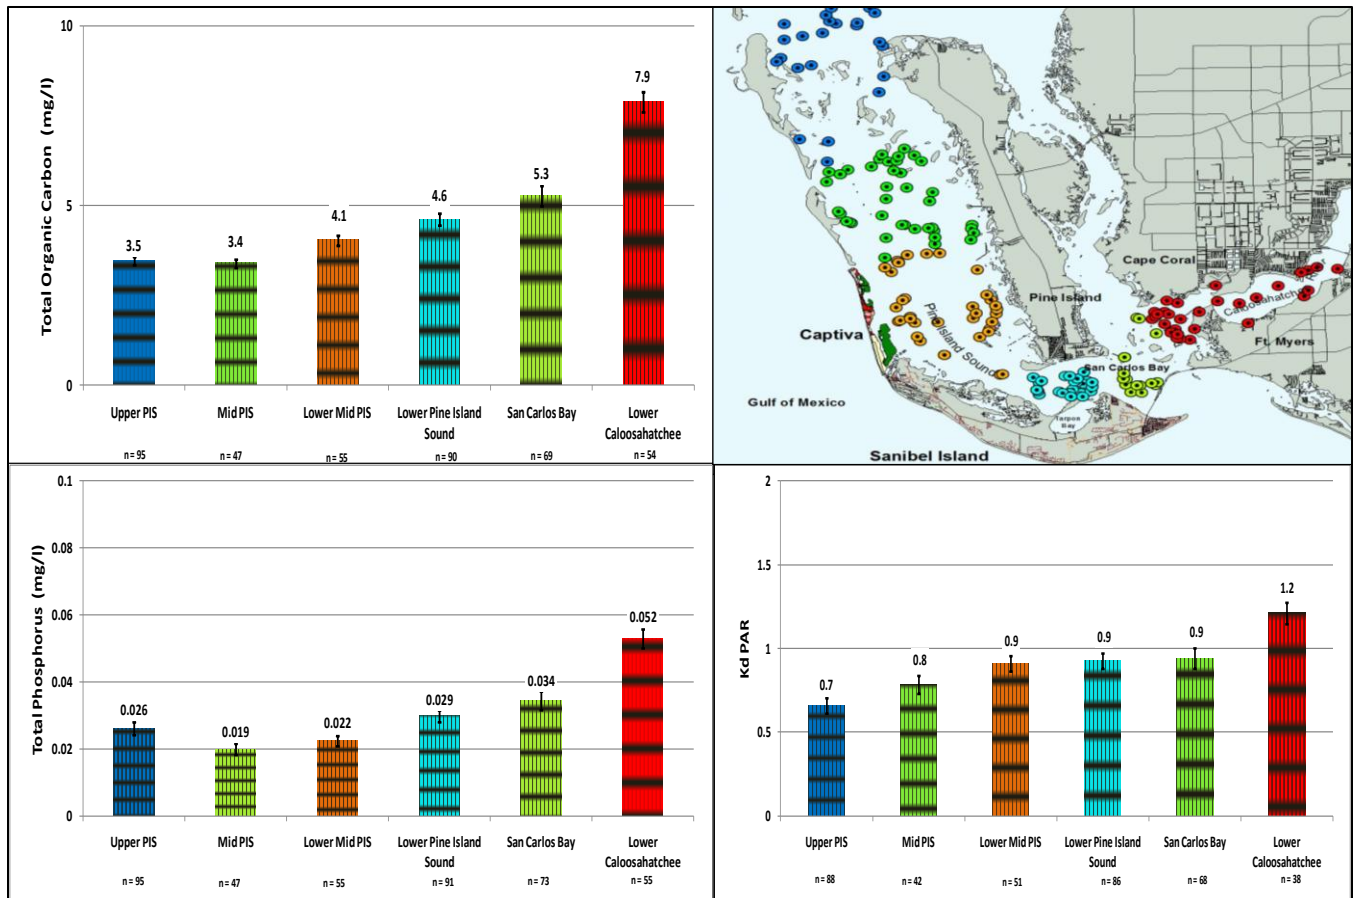 Total Organic Carbon (mg/l)
10
5
0
3.5
3.4
4.1
4.6
5.3
7.9
Upper PIS
Mid PIS
Lower Mid PIS
Lower Pine Island
Sound
San Carlos Bay
Lower
Caloosahatchee
n = 95
n = 47
n = 55
n = 90
n = 69
n = 54
Cape Coral
Pine Island
Caloosahatchee
Captiva
Pine Island Sound
Ft. Myers
San Carlos Bay
Gulf of Mexico
Tarpon
Bay
Sanibel Island
Total Phosphorus (mg/l)
0.1
0.08
0.06
0.04
0.02
0
0.026
0.019
0.022
0.029
0.034
0.052
Upper PIS
Mid PIS
Lower Mid PIS
Lower Pine Island
Sound
San Carlos Bay
Lower
Caloosahatchee
n = 95
n = 47
n = 55
n = 91
n = 73
n = 55
Kd PAR
2
1.5
1
0.5
0
0.7
0.8
0.9
0.9
0.9
1.2
Upper PIS
Mid PIS
Lower Mid PIS
Lower Pine Island
Sound
San Carlos Bay
Lower
Caloosahatchee
n = 88
n = 42
n = 51
n = 86
n = 68
n = 38